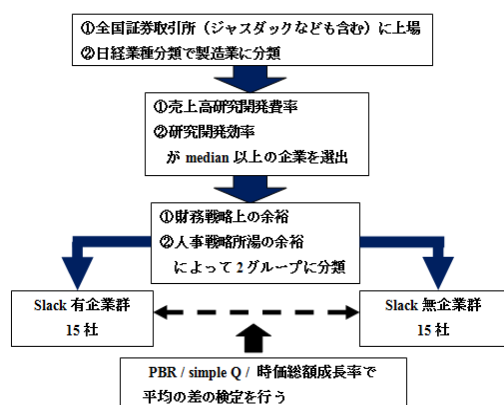 ①全国証券取引所（ジャスダックなども含む）に上場
②日経業種分類で製造業に分類
①売上高研究開発費率
②研究開発効率
が median 以上の企業を選出
①財務戦略上の余裕
②人事戦略所湯の余裕
によって 2 グループに分類
Slack 有企業群
15 社
Slack 無企業群
15 社
PBR / simple Q / 時価総額成長率で
平均の差の検定を行う